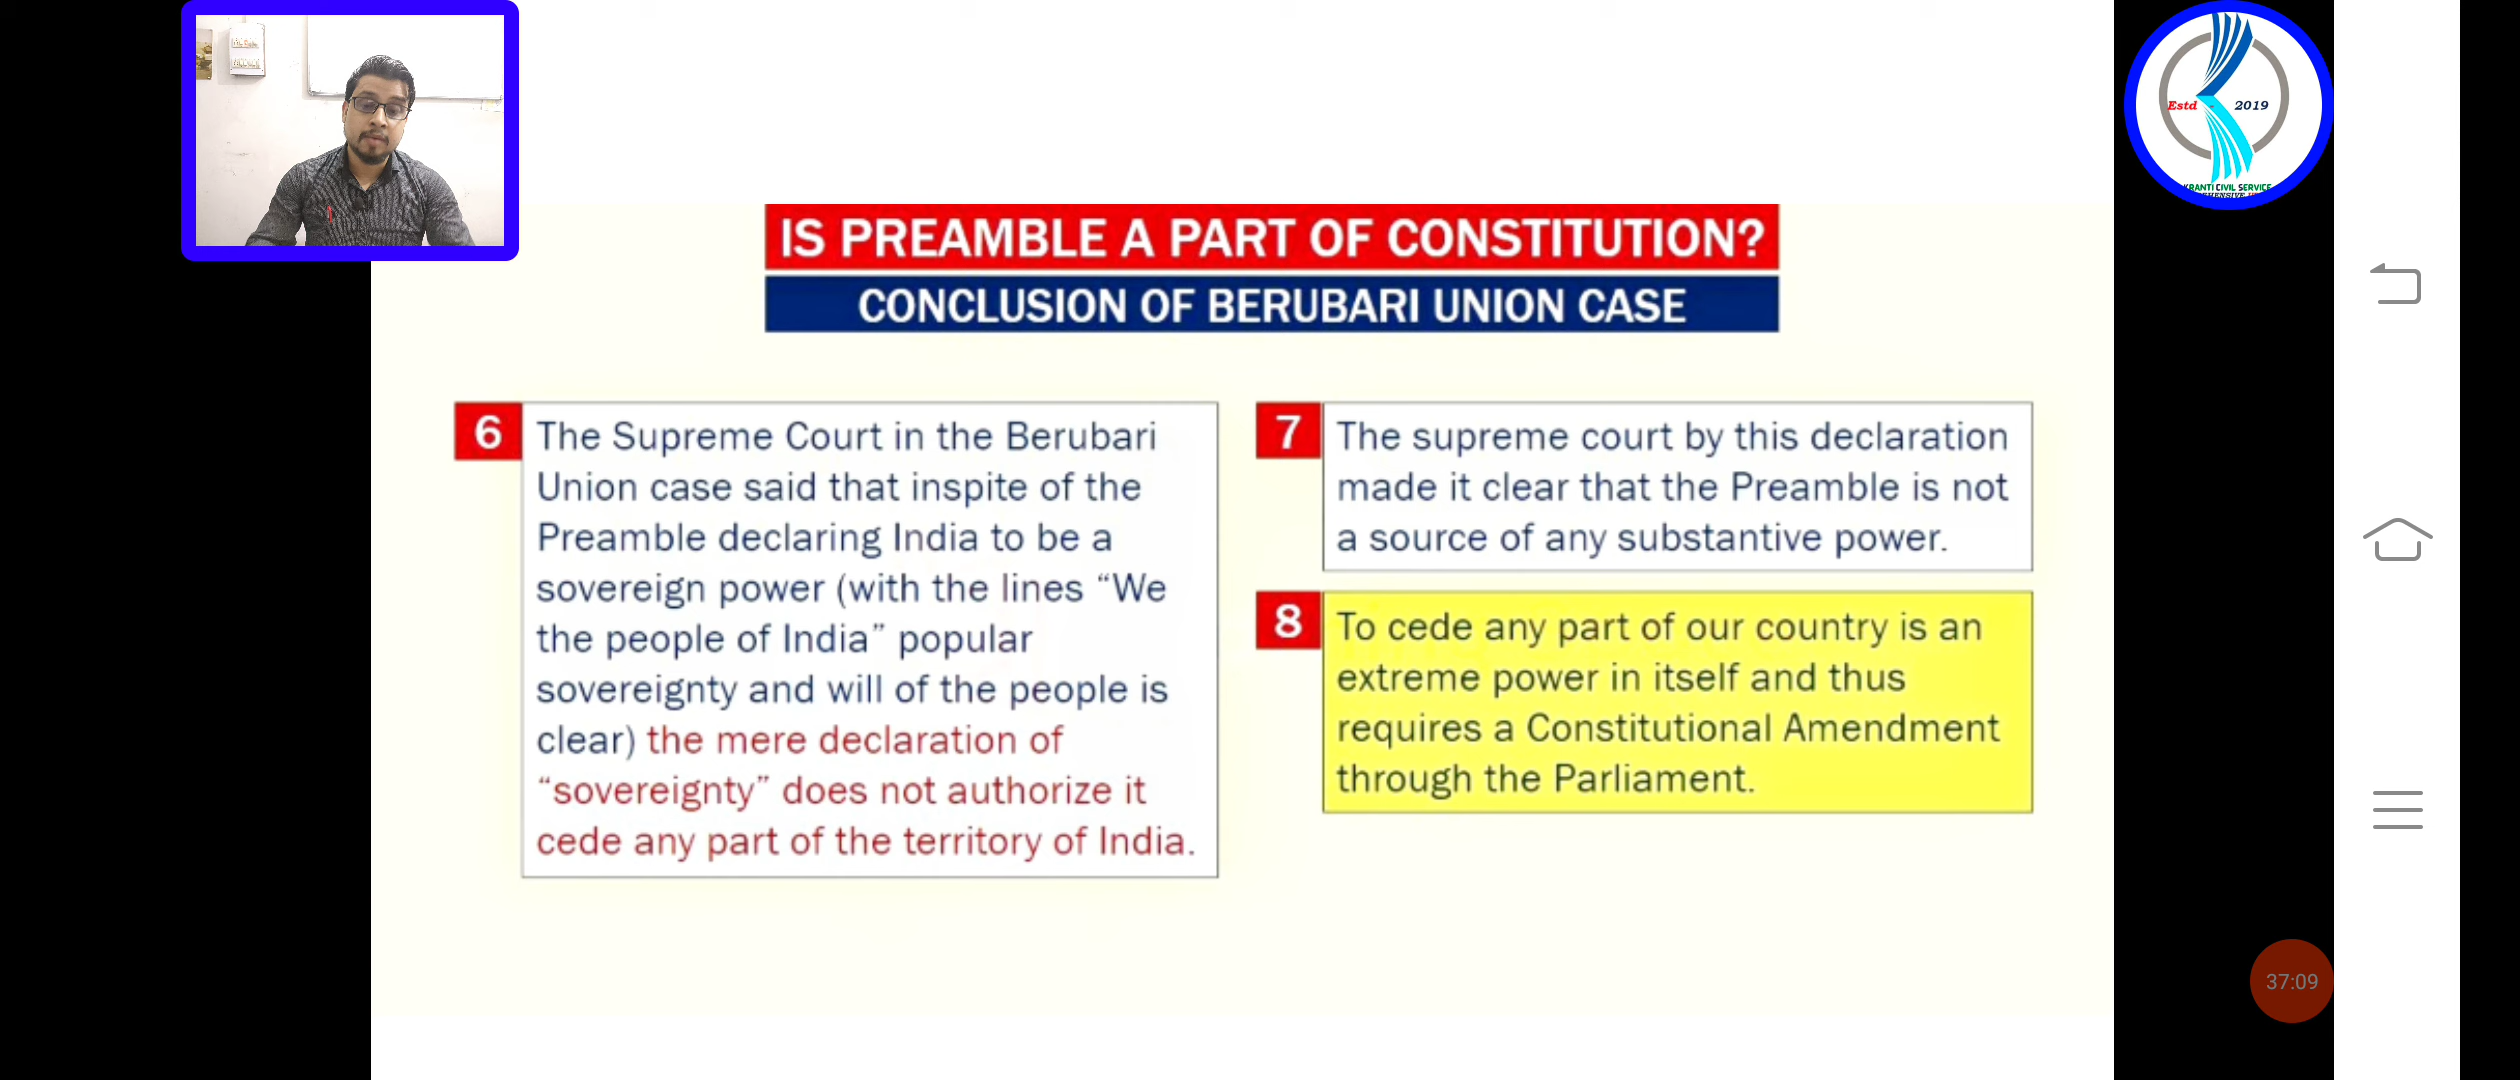 Estd - 2019
KRANTI CIVIL SERVICE
IS PREAMBLE A PART OF CONSTITUTION?
CONCLUSION OF BERUBARI UNION CASE
6
The Supreme Court in the Berubari
Union case said that inspite of the
Preamble declaring India to be a
sovereign power (with the lines “We
the people of India” popular
sovereignty and will of the people is
clear) the mere declaration of
“sovereignty” does not authorize it
cede any part of the territory of India.
7
The supreme court by this declaration
made it clear that the Preamble is not
a source of any substantive power.
8
To cede any part of our country is an
extreme power in itself and thus
requires a Constitutional Amendment
through the Parliament.
37:09